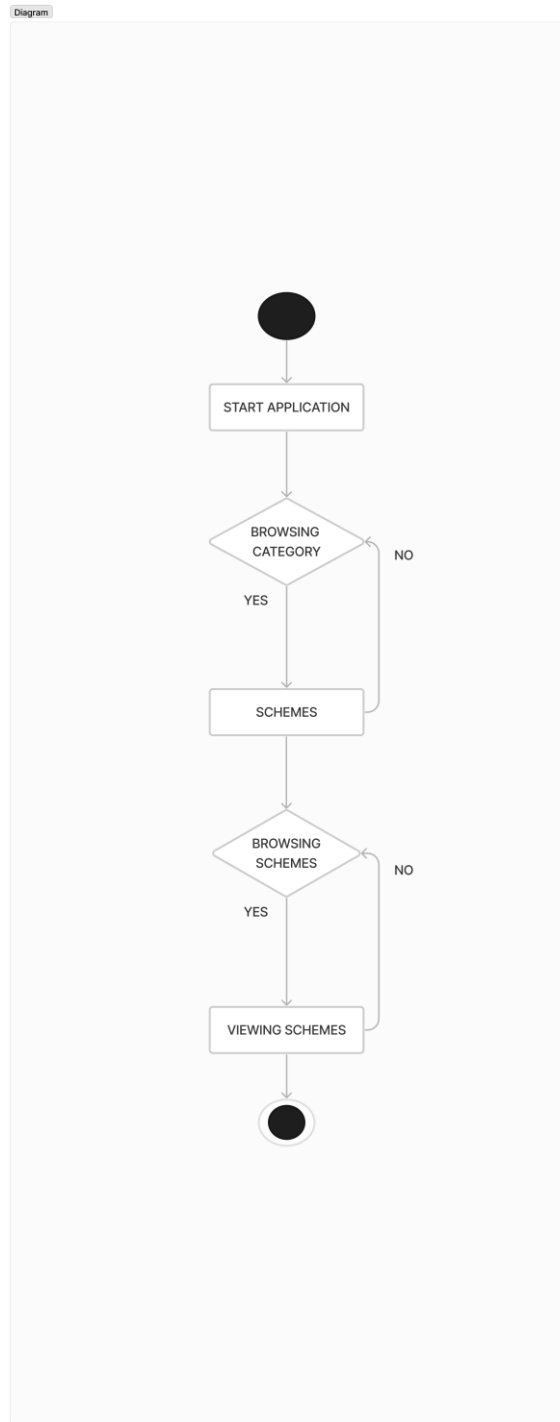 Diagram
START APPLICATION
BROWSING
CATEGORY
NO
YES
SCHEMES
BROWSING
SCHEMES
NO
YES
VIEWING SCHEMES